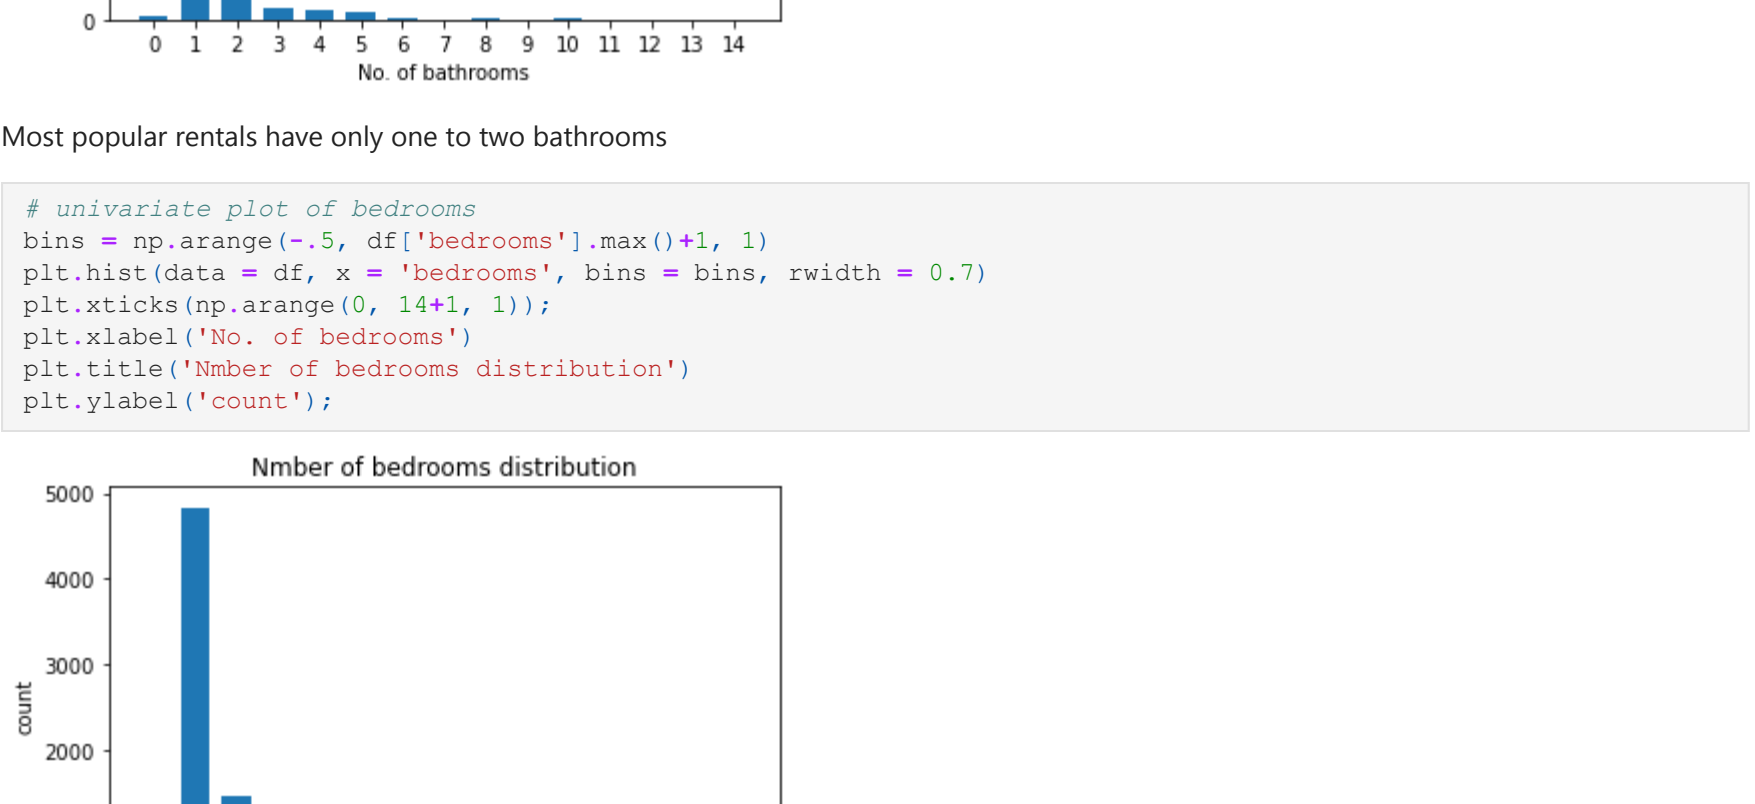 0
0 1 2 3 4 5 6 7 8 9 10 11 12 13 14
No. of bathrooms
Most popular rentals have only one to two bathrooms
# univariate plot of bedrooms
bins = np.arange(-.5, df['bedrooms'].max()+1, 1)
plt.hist(data = df, x = 'bedrooms', bins = bins, rwidth = 0.7)
plt.xticks(np.arange(0, 14+1, 1));
plt.xlabel('No. of bedrooms')
plt.title('Nmber of bedrooms distribution')
plt.ylabel('count');
Nmber of bedrooms distribution
5000
4000
3000
count
2000